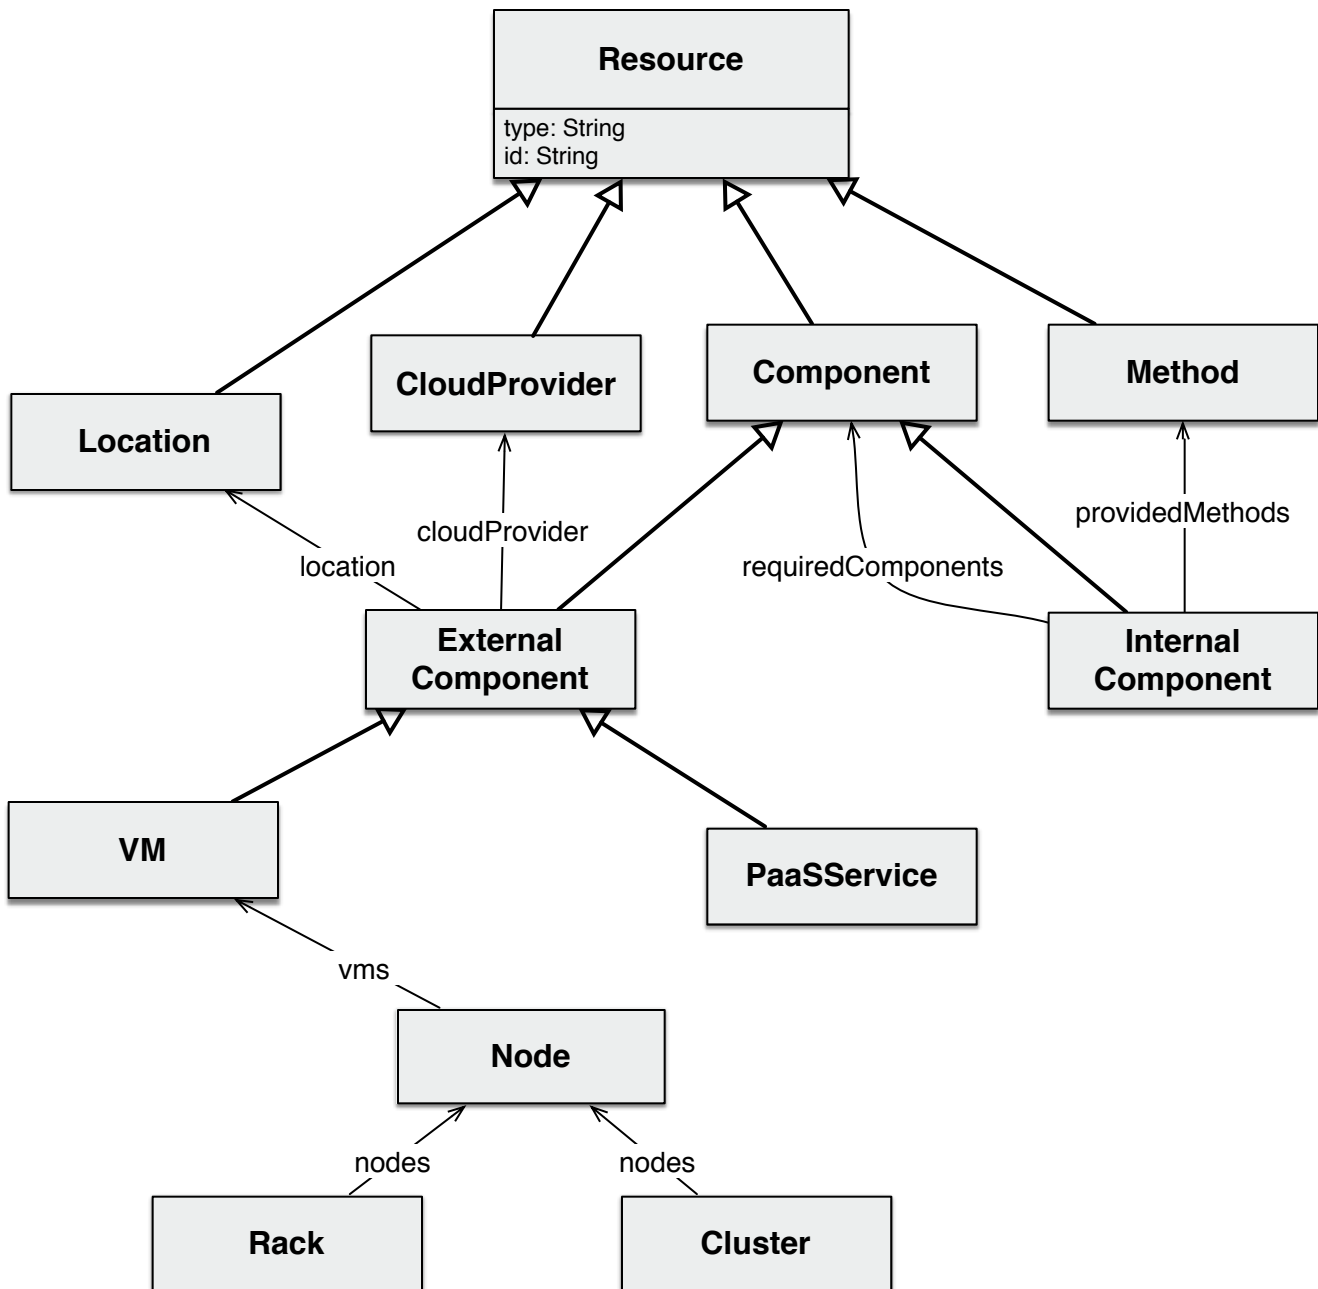 Resource
type: String
id: String
CloudProvider
Component
Method
Location
cloudProvider
providedMethods
location
requiredComponents
External
Component
Internal
Component
VM
PaaSService
vms
Node
nodes
nodes
Rack
Cluster